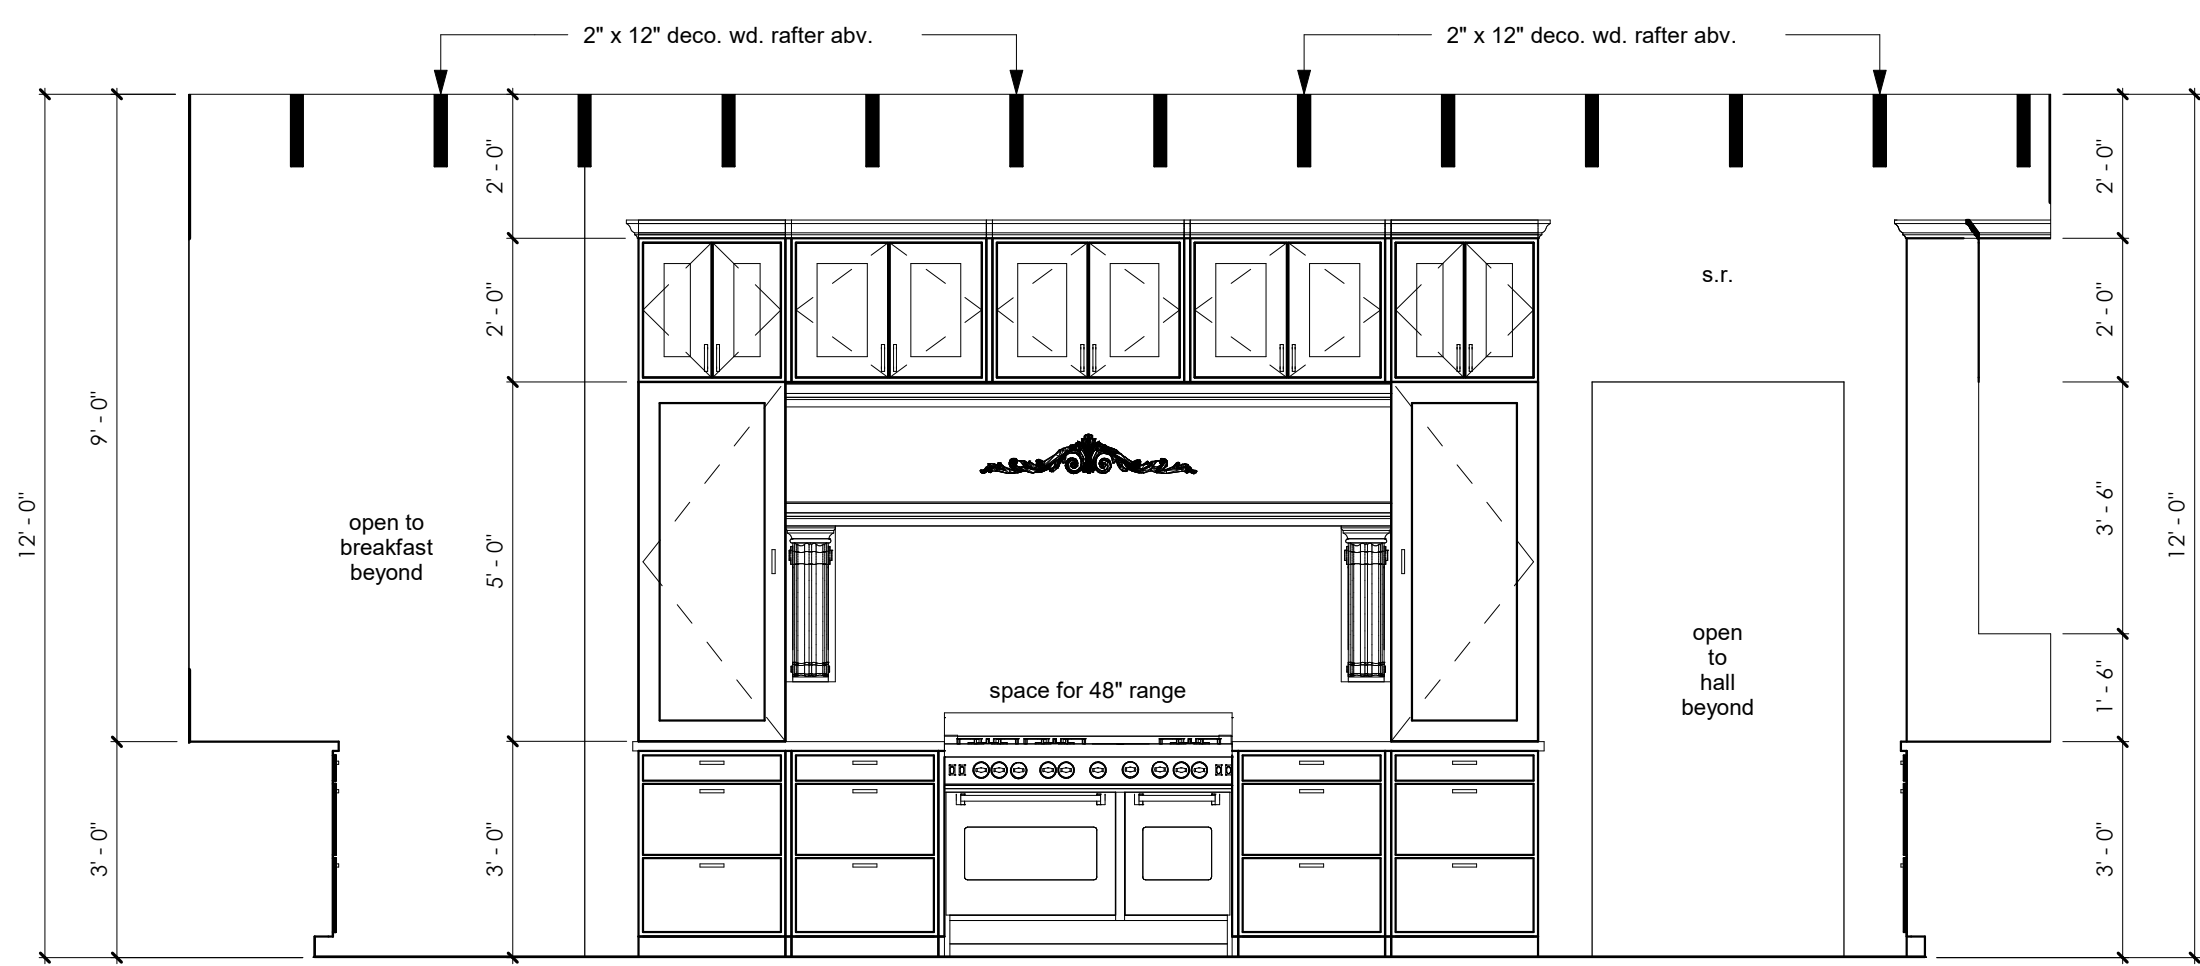 2" x 12" deco. wd. rafter abv.
2" x 12" deco. wd. rafter abv.
12' - 0"
9' - 0"
3' - 0"
2' - 0"
2' - 0"
5' - 0"
3' - 0"
open to
breakfast
beyond
space for 48" range
s.r.
open
to
hall
beyond
2' - 0"
2' - 0"
3' - 6"
1' - 6"
3' - 0"
12' - 0"